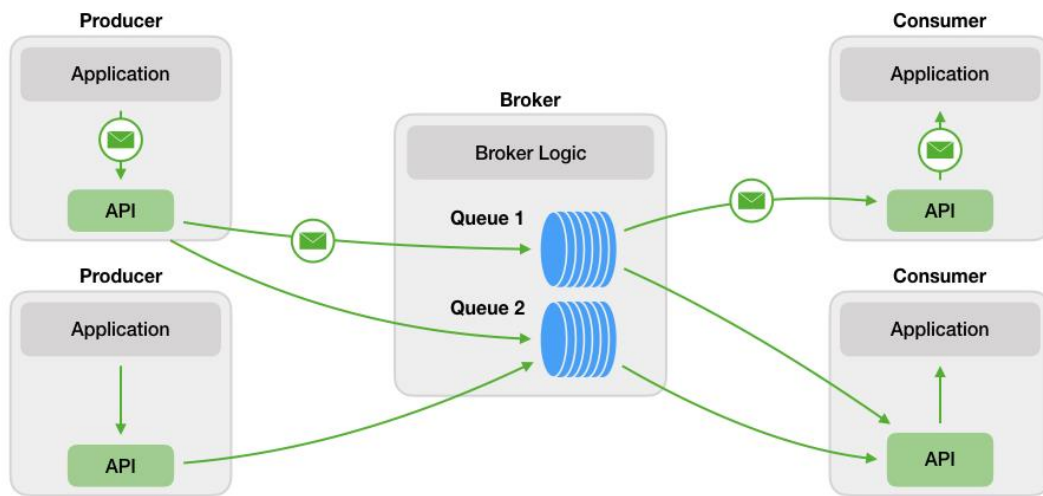 Producer
Application
API
Producer
Application
API
Broker
Broker Logic
Queue 1
Queue 2
Consumer
Application
API
Consumer
Application
API